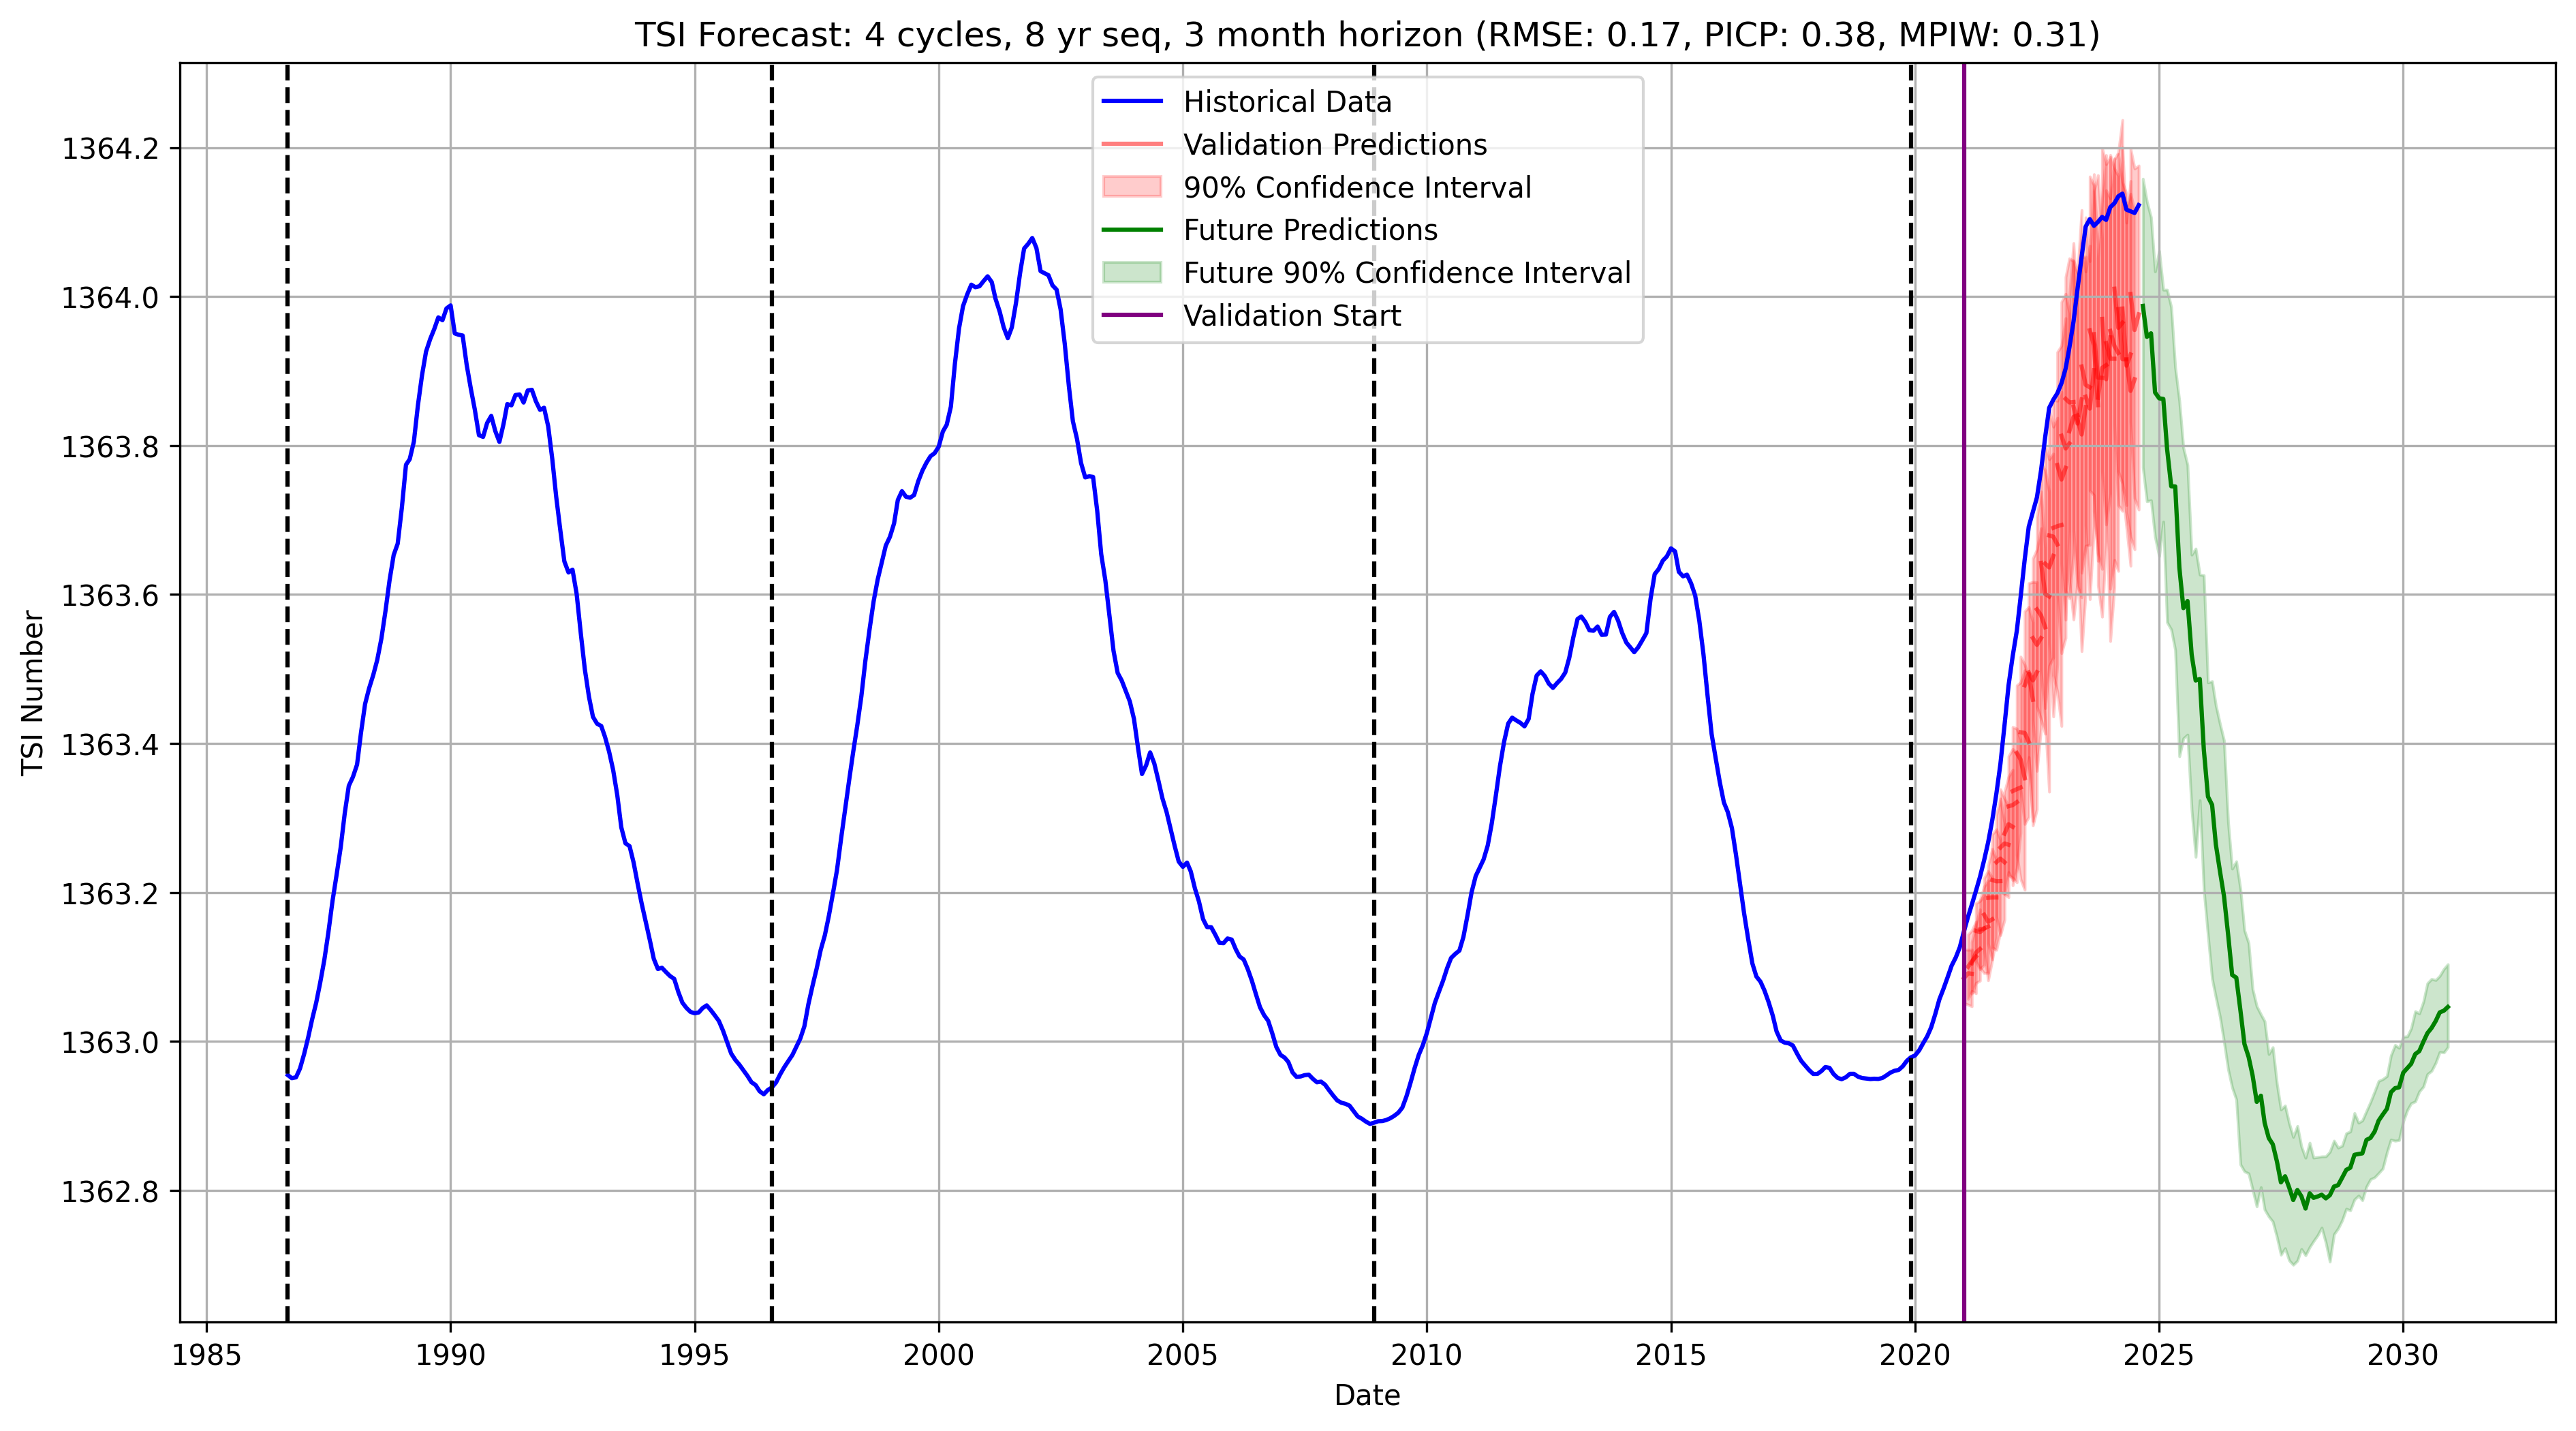 TSI Forecast: 4 cycles, 8 yr seq, 3 month horizon (RMSE: 0.17, PICP: 0.38, MPIW: 0.31)
Historical Data
Validation Predictions
90% Confidence Interval
Future Predictions
Future 90% Confidence Interval
Validation Start
TSI Number
1364.2
1364.0
1363.8
1363.6
1363.4
1363.2
1363.0
1362.8
1985 1990 1995 2000 2005 2010 2015 2020 2025 2030
Date